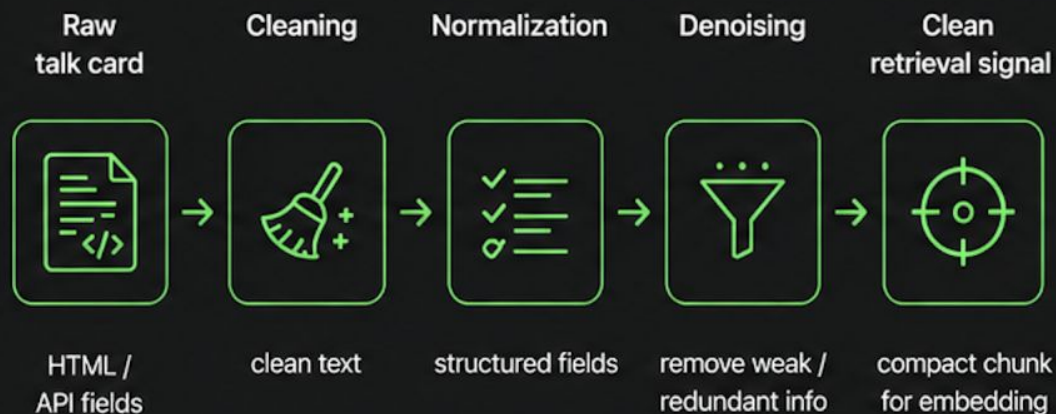 Raw
talk card
Cleaning
Normalization
Denoising
Clean
retrieval signal
</>
HTML /
API fields
clean text
structured fields
remove weak /
redundant info
compact chunk
for embedding